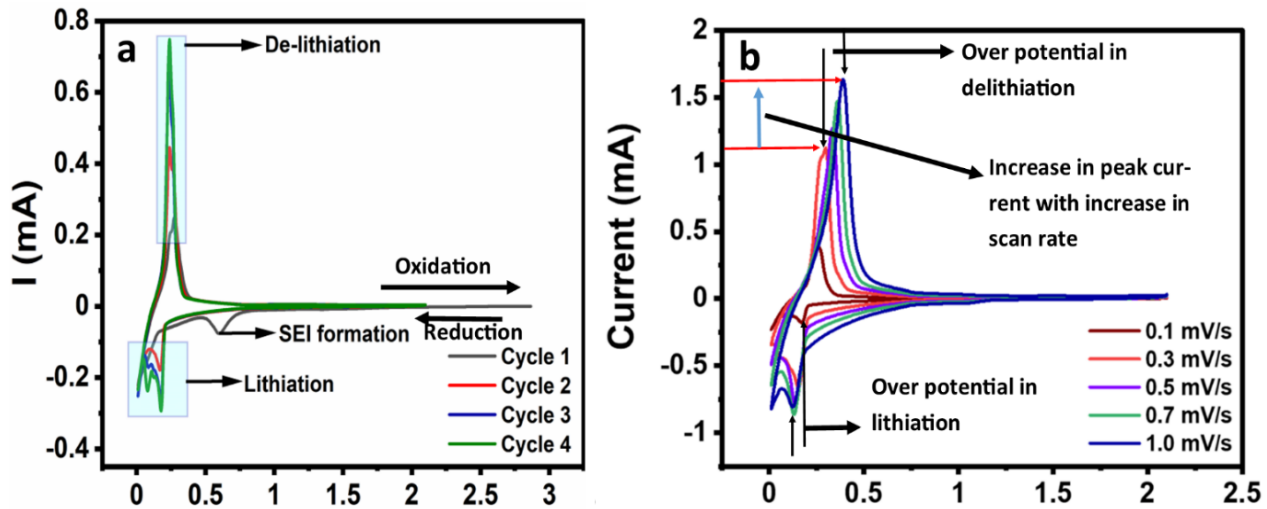 a
0.8
0.6
0.4
0.2
0
-0.2
-0.4
I (mA)
0
0.5
1
1.5
2
2.5
3
De-lithiation
Oxidation
Reduction
SEI formation
Lithiation
Cycle 1
Cycle 2
Cycle 3
Cycle 4
b
2
1.5
1
0.5
0
-0.5
-1
Current (mA)
0
0.5
1
1.5
2
2.5
Over potential in
delithiation
Increase in peak cur-
rent with increase in
scan rate
Over potential in
lithiation
0.1 mV/s
0.3 mV/s
0.5 mV/s
0.7 mV/s
1.0 mV/s